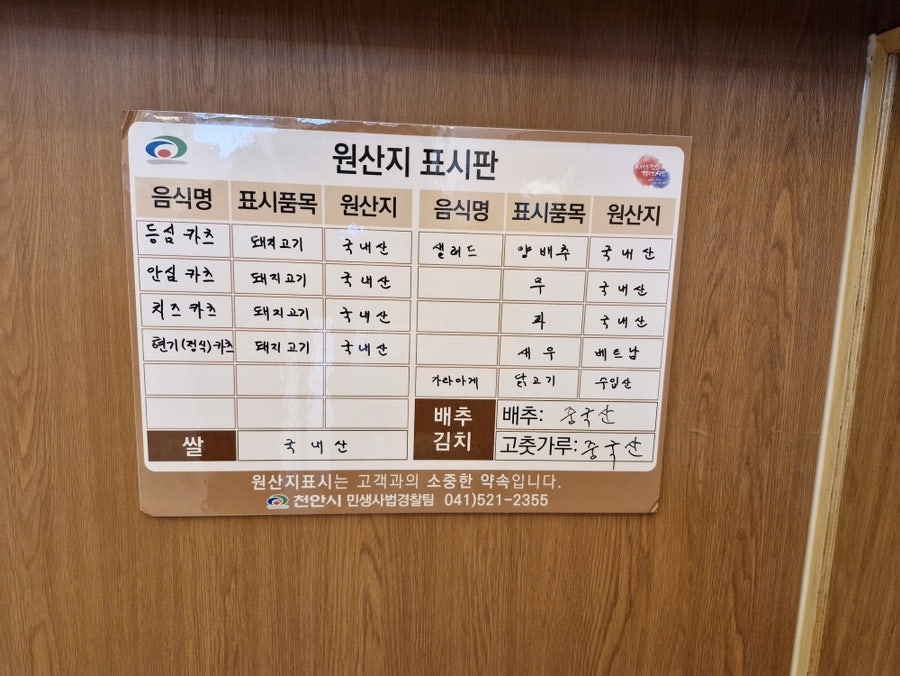 원산지 표시판
음식명 표시품목 원산지 음식명 표시품목 원산지
등심 카츠 돼지고기 국내산 샐러드 양배추 국내산
안심 카츠 돼지고기 국내산 무 국내산
치즈 카츠 돼지고기 국내산 파 국내산
현기(정식)카츠 돼지고기 국내산 새우 베트남
가라아게 닭고기 수입산
배추김치 배추: 중국산
고춧가루: 중국산
쌀 국내산
원산지표시는 고객과의 소중한 약속입니다.
천안시 민생사법경찰팀 041)521-2355